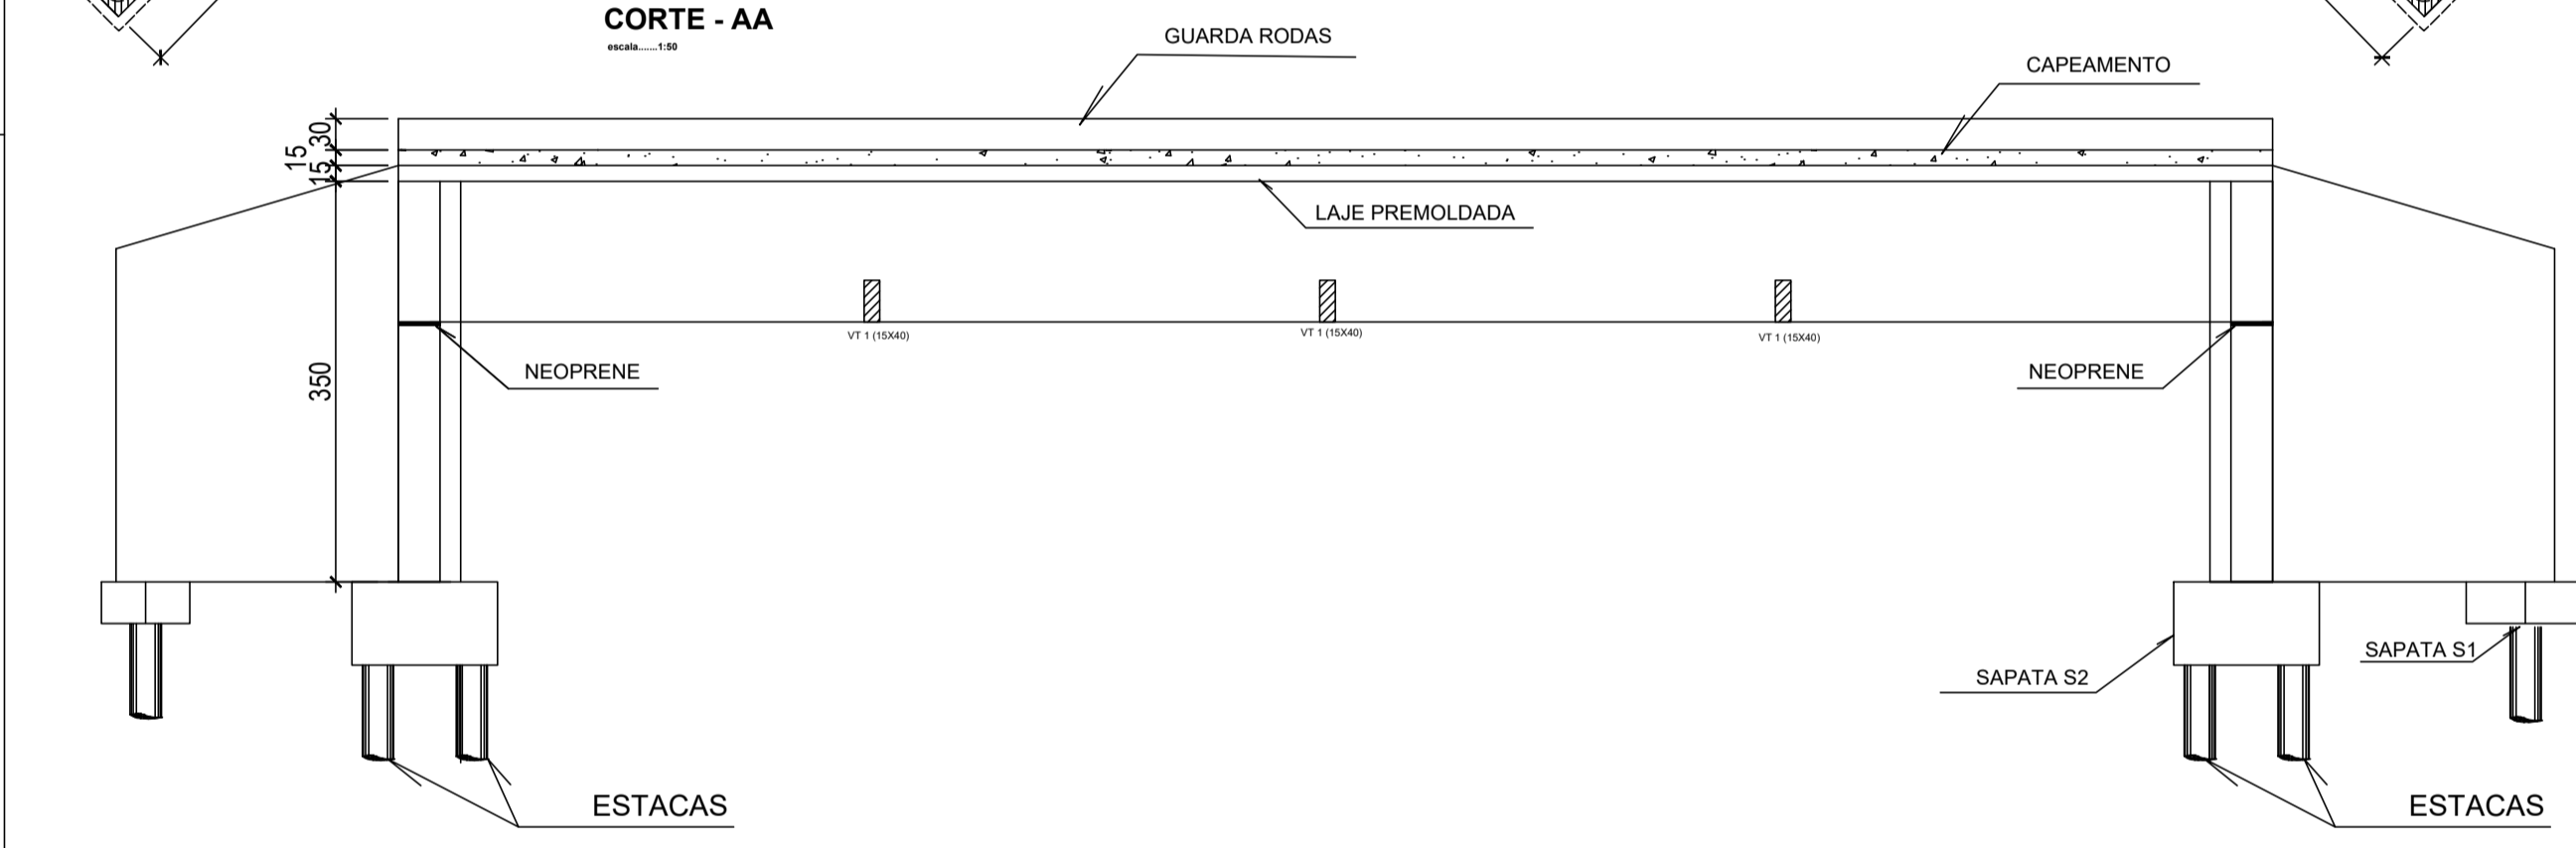 CORTE - AA
escala.......1:50
GUARDA RODAS
CAPEAMENTO
30
15
15
LAJE PREMOLDADA
VT 1 (15X40)
VT 1 (15X40)
VT 1 (15X40)
350
NEOPRENE
NEOPRENE
SAPATA S1
SAPATA S2
ESTACAS
ESTACAS